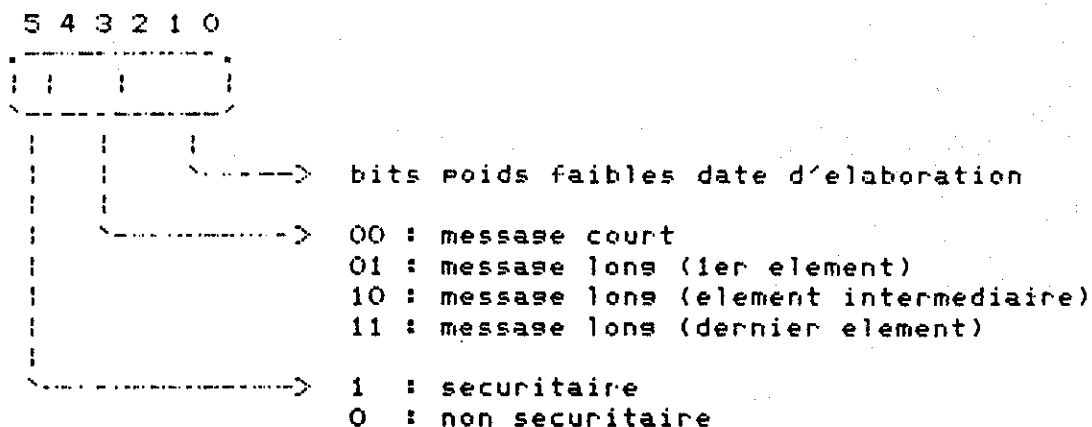 5 4 3 2 1 0
bits poids faibles date d'elaboration
00 : message court
01 : message long (1er element)
10 : message long (element intermediaire)
11 : message long (dernier element)
1 : securitaire
0 : non securitaire